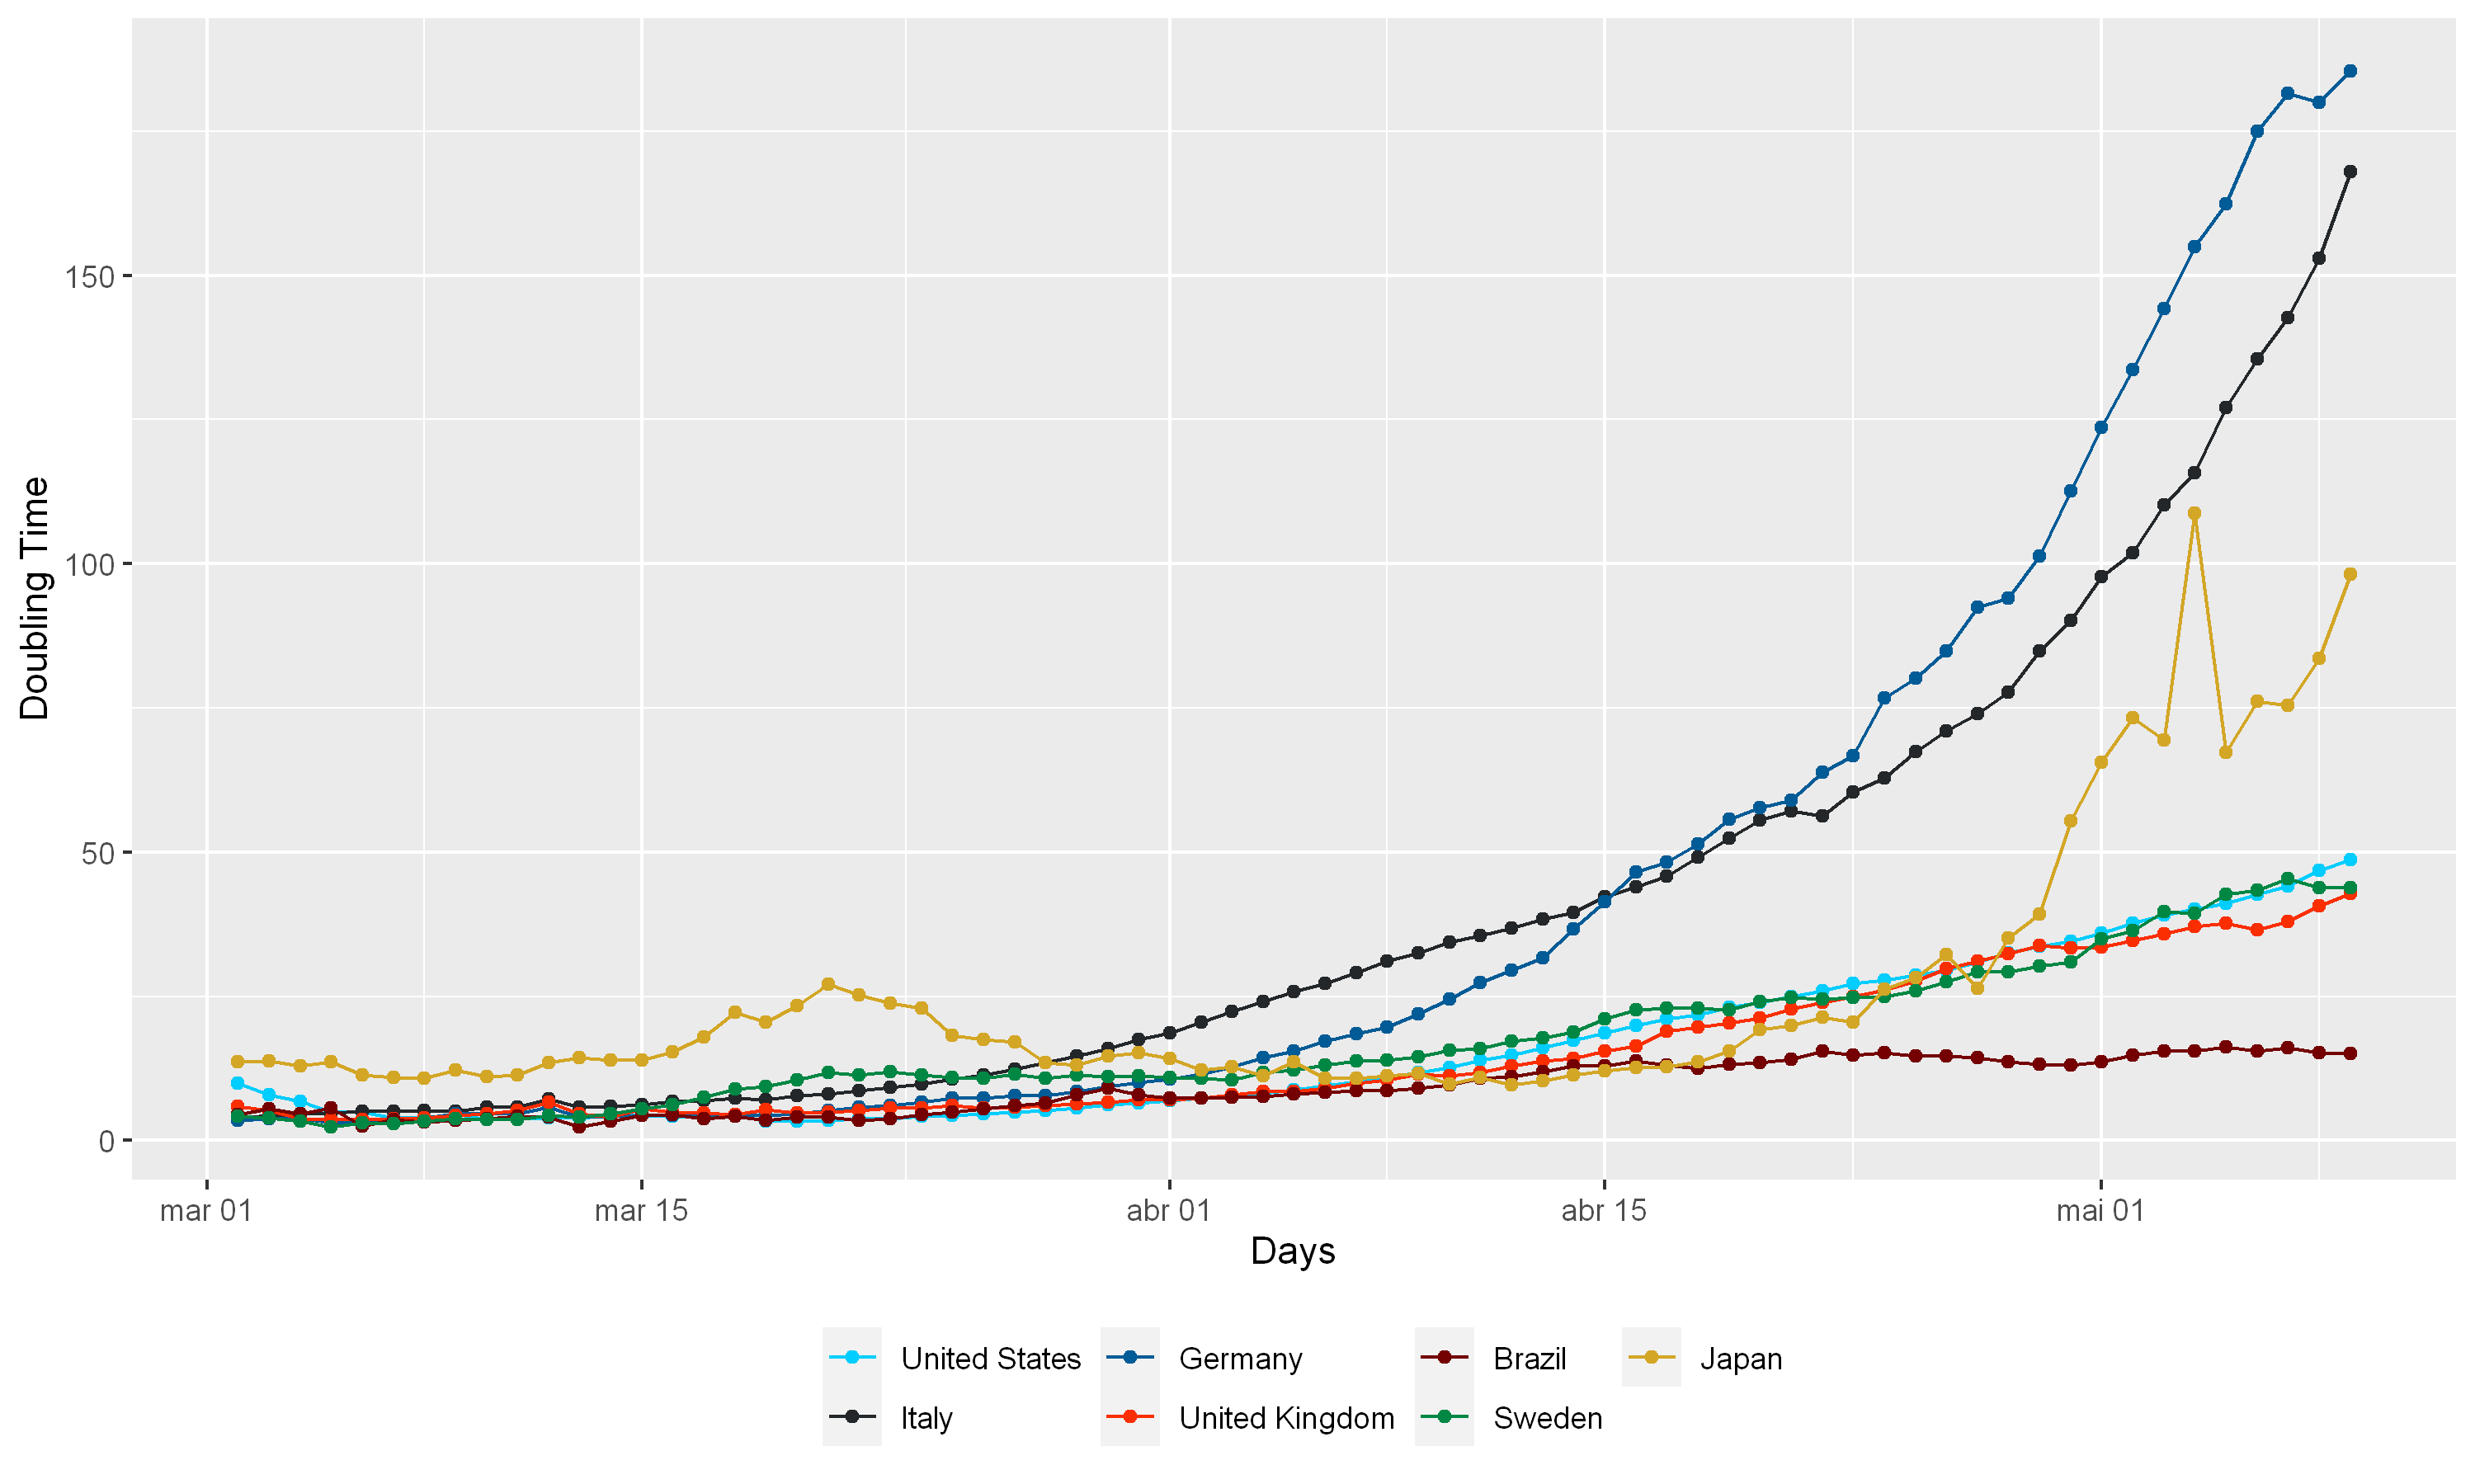 Doubling Time
150
100
50
0
mar 01 mar 15 abr 01 abr 15 mai 01
Days
United States Germany Brazil Japan
Italy United Kingdom Sweden